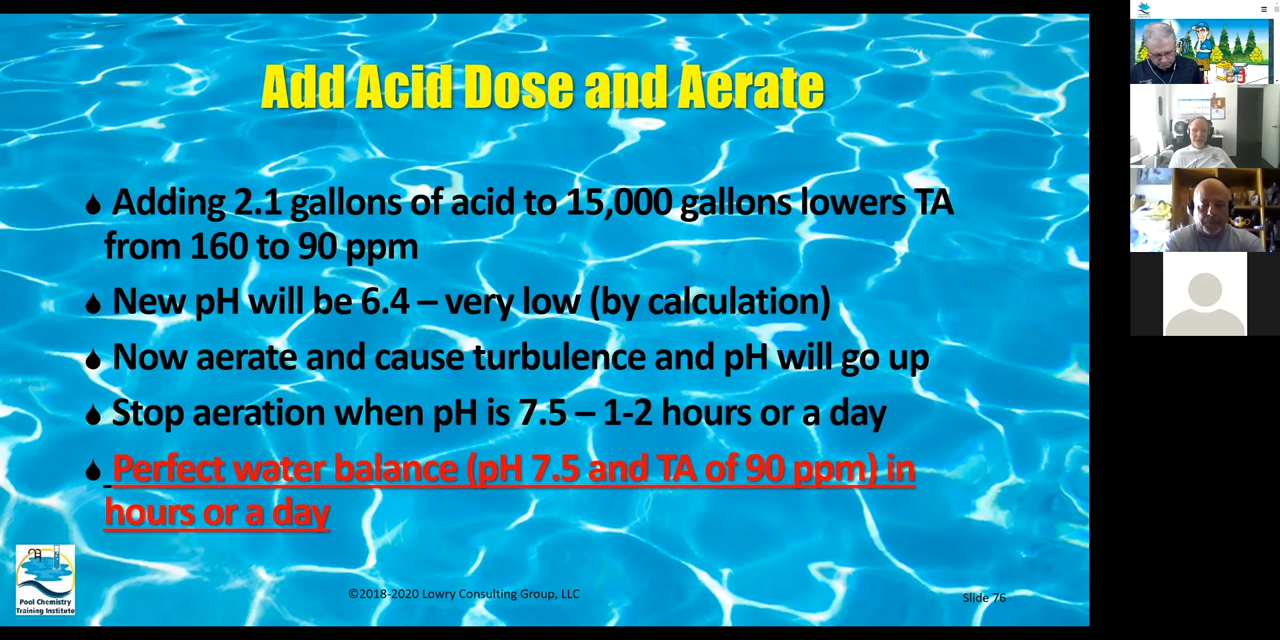 Add Acid Dose and Aerate
Adding 2.1 gallons of acid to 15,000 gallons lowers TA
from 160 to 90 ppm
New pH will be 6.4 – very low (by calculation)
Now aerate and cause turbulence and pH will go up
Stop aeration when pH is 7.5 – 1-2 hours or a day
Perfect water balance (pH 7.5 and TA of 90 ppm) in
hours or a day
Pool Chemistry
Training Institute
©2018-2020 Lowry Consulting Group, LLC
Slide 76